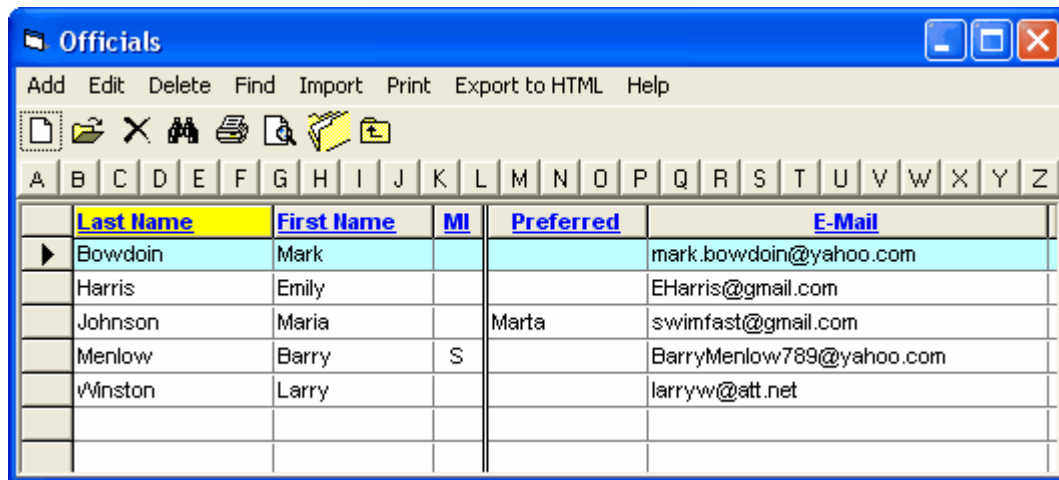 Officials
Add Edit Delete Find Import Print Export to HTML Help
A B C D E F G H I J K L M N O P Q R S T U V W X Y Z
Last Name First Name MI Preferred E-Mail
Bowdoin Mark mark.bowdoin@yahoo.com
Harris Emily EHarris@gmail.com
Johnson Maria Marta swimfast@gmail.com
Menlow Barry S BarryMenlow789@yahoo.com
Winston Larry larryw@att.net